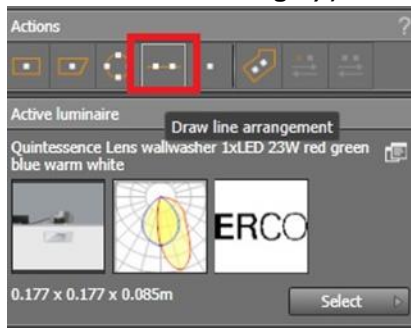 Actions
?
Active luminaire
Draw line arrangement
Quintessence Lens wallwasher 1xLED 23W red green
blue warm white
ERCO
0.177 x 0.177 x 0.085m
Select